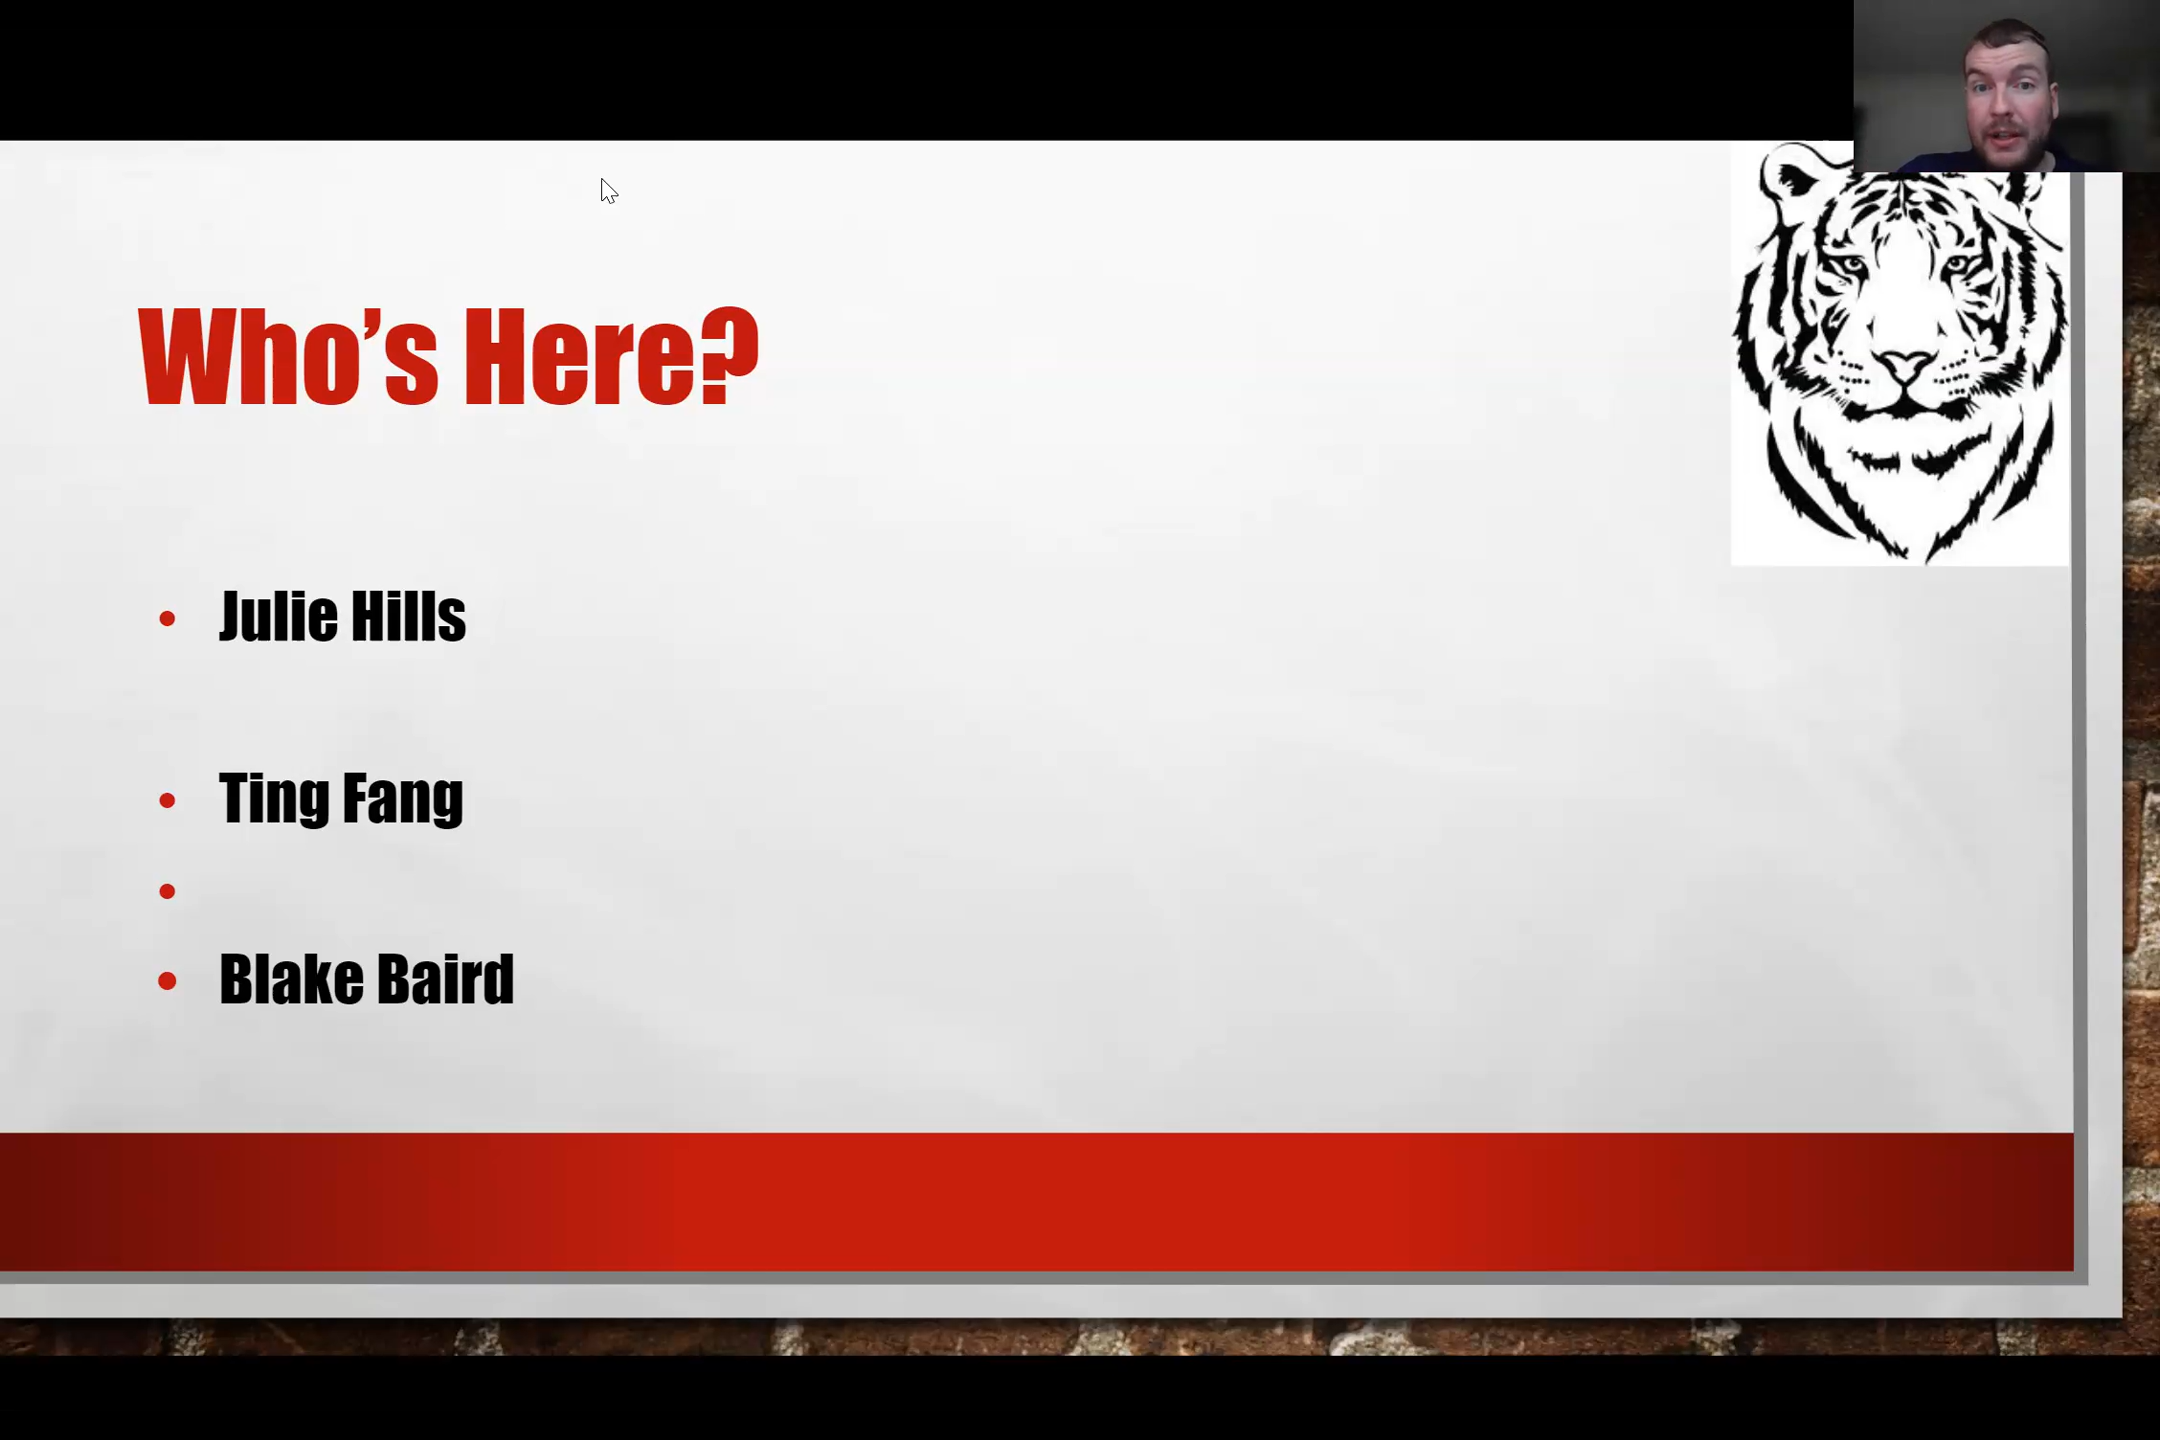 Who’s Here?
• Julie Hills
• Ting Fang
•
• Blake Baird